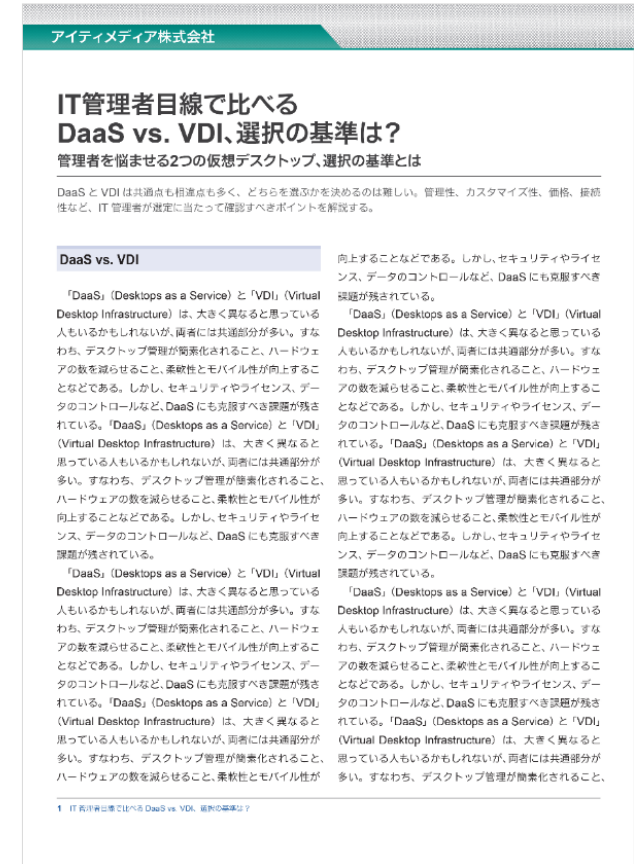 アイティメディア株式会社
IT管理者目線で比べる
DaaS vs. VDI、選択の基準は？
管理者を悩ませる2つの仮想デスクトップ、選択の基準とは
DaaS と VDI は共通点も相違点も多く、どちらを選ぶかを決めるのは難しい。管理性、カスタマイズ性、価格、接続
性など、IT 管理者が選定に当たって確認すべきポイントを解説する。
DaaS vs. VDI
「DaaS」（Desktops as a Service）と「VDI」（Virtual
Desktop Infrastructure）は、大きく異なると思っている
人もいるかもしれないが、両者には共通部分が多い。すな
わち、デスクトップ管理が簡素化されること、ハードウェ
アの数を減らせること、柔軟性とモバイル性が向上するこ
となどである。しかし、セキュリティやライセンス、デー
タのコントロールなど、DaaS にも克服すべき課題が残さ
れている。「DaaS」（Desktops as a Service）と「VDI」
（Virtual Desktop Infrastructure）は、大きく異なると
思っている人もいるかもしれないが、両者には共通部分が
多い。すなわち、デスクトップ管理が簡素化されること、
ハードウェアの数を減らせること、柔軟性とモバイル性が
向上することなどである。しかし、セキュリティやライセ
ンス、データのコントロールなど、DaaS にも克服すべき
課題が残されている。
「DaaS」（Desktops as a Service）と「VDI」（Virtual
Desktop Infrastructure）は、大きく異なると思っている
人もいるかもしれないが、両者には共通部分が多い。すな
わち、デスクトップ管理が簡素化されること、ハードウェ
アの数を減らせること、柔軟性とモバイル性が向上するこ
となどである。しかし、セキュリティやライセンス、デー
タのコントロールなど、DaaS にも克服すべき課題が残さ
れている。「DaaS」（Desktops as a Service）と「VDI」
（Virtual Desktop Infrastructure）は、大きく異なると
思っている人もいるかもしれないが、両者には共通部分が
多い。すなわち、デスクトップ管理が簡素化されること、
ハードウェアの数を減らせること、柔軟性とモバイル性が
向上することなどである。しかし、セキュリティやライセ
ンス、データのコントロールなど、DaaS にも克服すべき
課題が残されている。
「DaaS」（Desktops as a Service）と「VDI」（Virtual
Desktop Infrastructure）は、大きく異なると思っている
人もいるかもしれないが、両者には共通部分が多い。すな
わち、デスクトップ管理が簡素化されること、ハードウェ
アの数を減らせること、柔軟性とモバイル性が向上するこ
となどである。しかし、セキュリティやライセンス、デー
タのコントロールなど、DaaS にも克服すべき課題が残さ
れている。「DaaS」（Desktops as a Service）と「VDI」
（Virtual Desktop Infrastructure）は、大きく異なると
思っている人もいるかもしれないが、両者には共通部分が
多い。すなわち、デスクトップ管理が簡素化されること、
ハードウェアの数を減らせること、柔軟性とモバイル性が
向上することなどである。しかし、セキュリティやライセ
ンス、データのコントロールなど、DaaS にも克服すべき
課題が残されている。
「DaaS」（Desktops as a Service）と「VDI」（Virtual
Desktop Infrastructure）は、大きく異なると思っている
人もいるかもしれないが、両者には共通部分が多い。すな
わち、デスクトップ管理が簡素化されること、ハードウェ
アの数を減らせること、柔軟性とモバイル性が向上するこ
となどである。しかし、セキュリティやライセンス、デー
タのコントロールなど、DaaS にも克服すべき課題が残さ
れている。「DaaS」（Desktops as a Service）と「VDI」
（Virtual Desktop Infrastructure）は、大きく異なると
思っている人もいるかもしれないが、両者には共通部分が
多い。すなわち、デスクトップ管理が簡素化されること、
1 IT 管理者目線で比べる DaaS vs. VDI、選択の基準は？